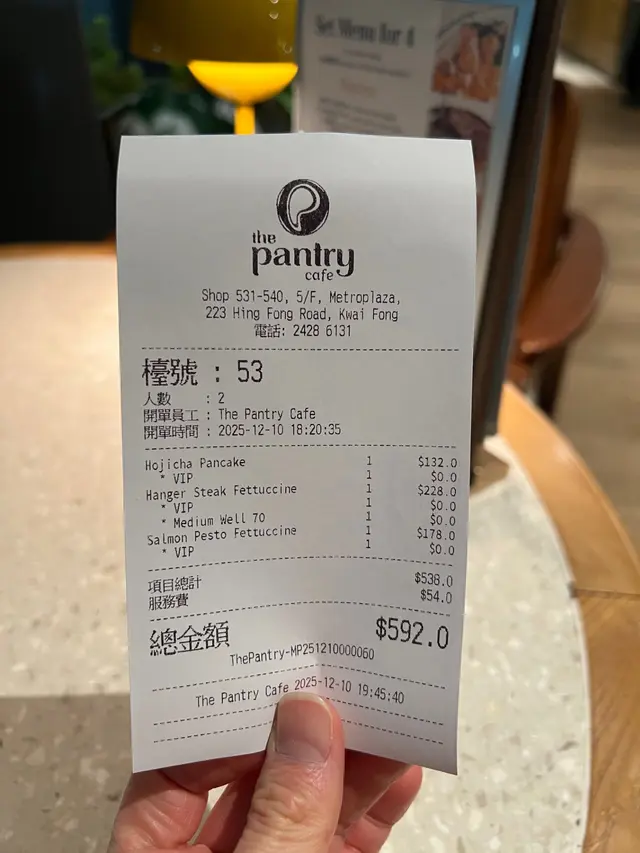 Set Menu for 4
the
pantry
cafe
Shop 531-540, 5/F, Metroplaza,
223 Hing Fong Road, Kwai Fong
電話: 2428 6131
檯號 : 53
人數 : 2
開單員工 : The Pantry Cafe
開單時間 : 2025-12-10 18:20:35
Hojicha Pancake 1 $132.0
* VIP 1 $0.0
Hanger Steak Fettuccine 1 $228.0
* VIP 1 $0.0
* Medium Well 70 1 $0.0
Salmon Pesto Fettuccine 1 $178.0
* VIP 1 $0.0
項目總計 $538.0
服務費 $54.0
總金額 $592.0
ThePantry-MP251210000060
The Pantry Cafe 2025-12-10 19:45:40